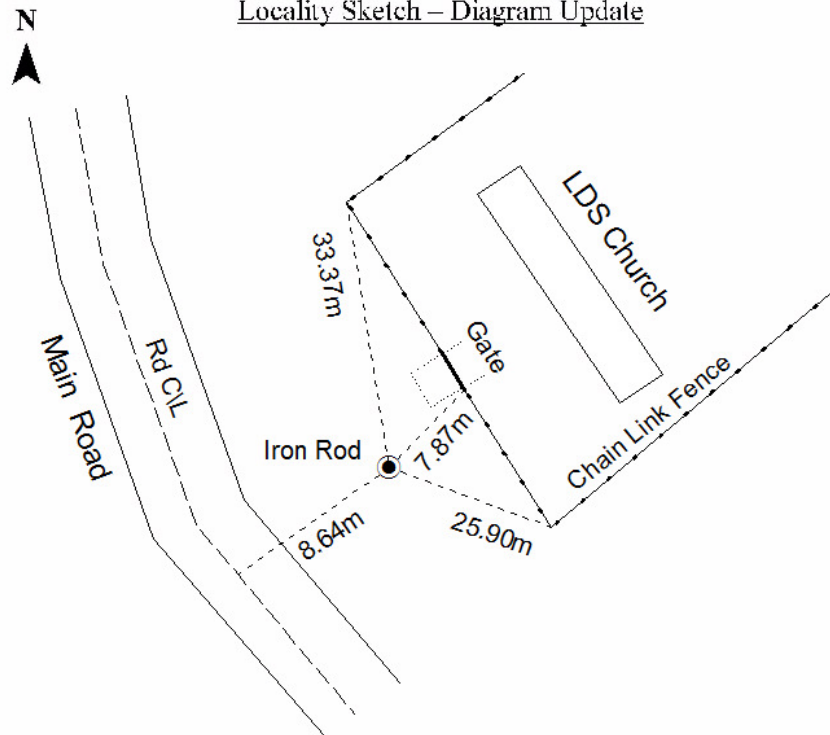 Locality Sketch – Diagram Update
N
LDS Church
33.37m
Gate
Main Road
Rd C\L
Chain Link Fence
7.87m
Iron Rod
8.64m
25.90m